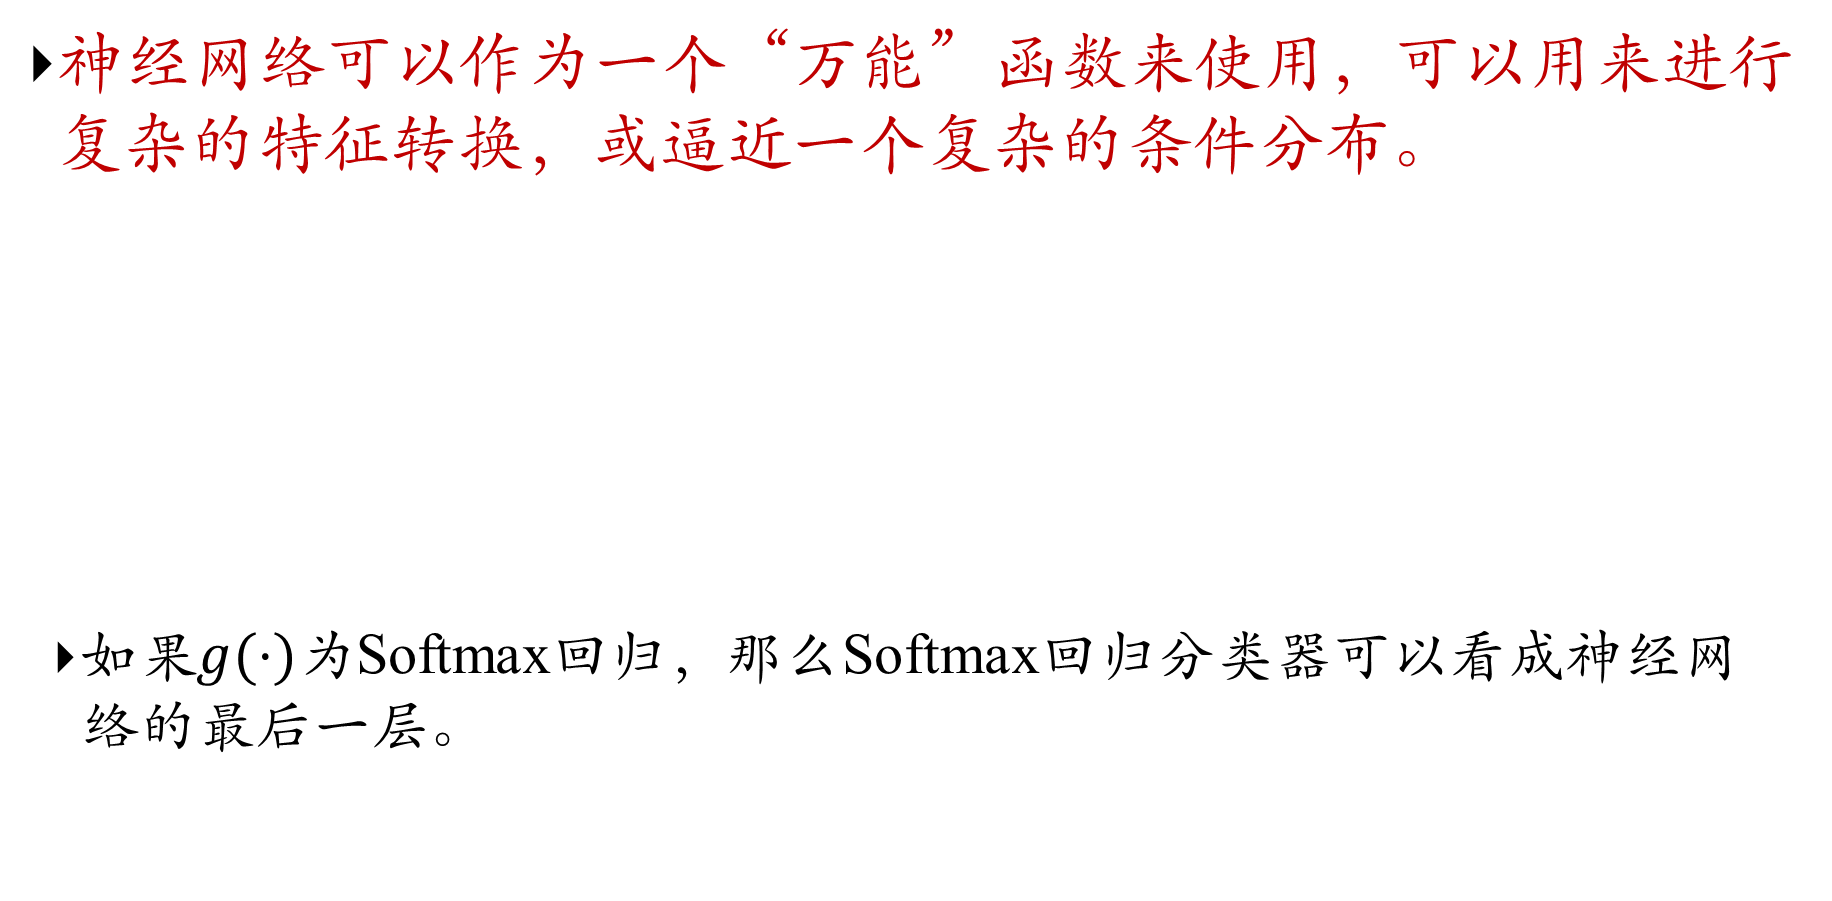 神经网络可以作为一个“万能”函数来使用，可以用来进行
复杂的特征转换，或逼近一个复杂的条件分布。
如果g(·)为Softmax回归，那么Softmax回归分类器可以看成神经网
络的最后一层。